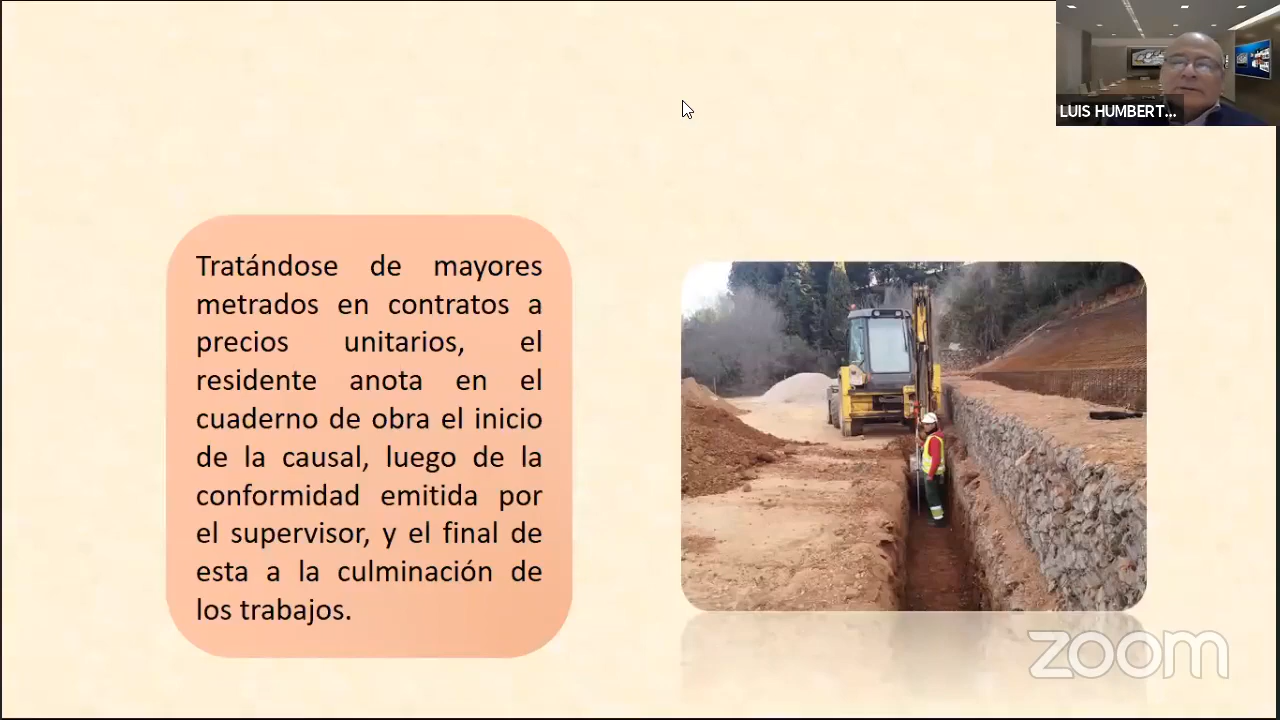 LUIS HUMBERT...
Tratándose de mayores
metrados en contratos a
precios unitarios, el
residente anota en el
cuaderno de obra el inicio
de la causal, luego de la
conformidad emitida por
el supervisor, y el final de
esta a la culminación de
los trabajos.
zoom